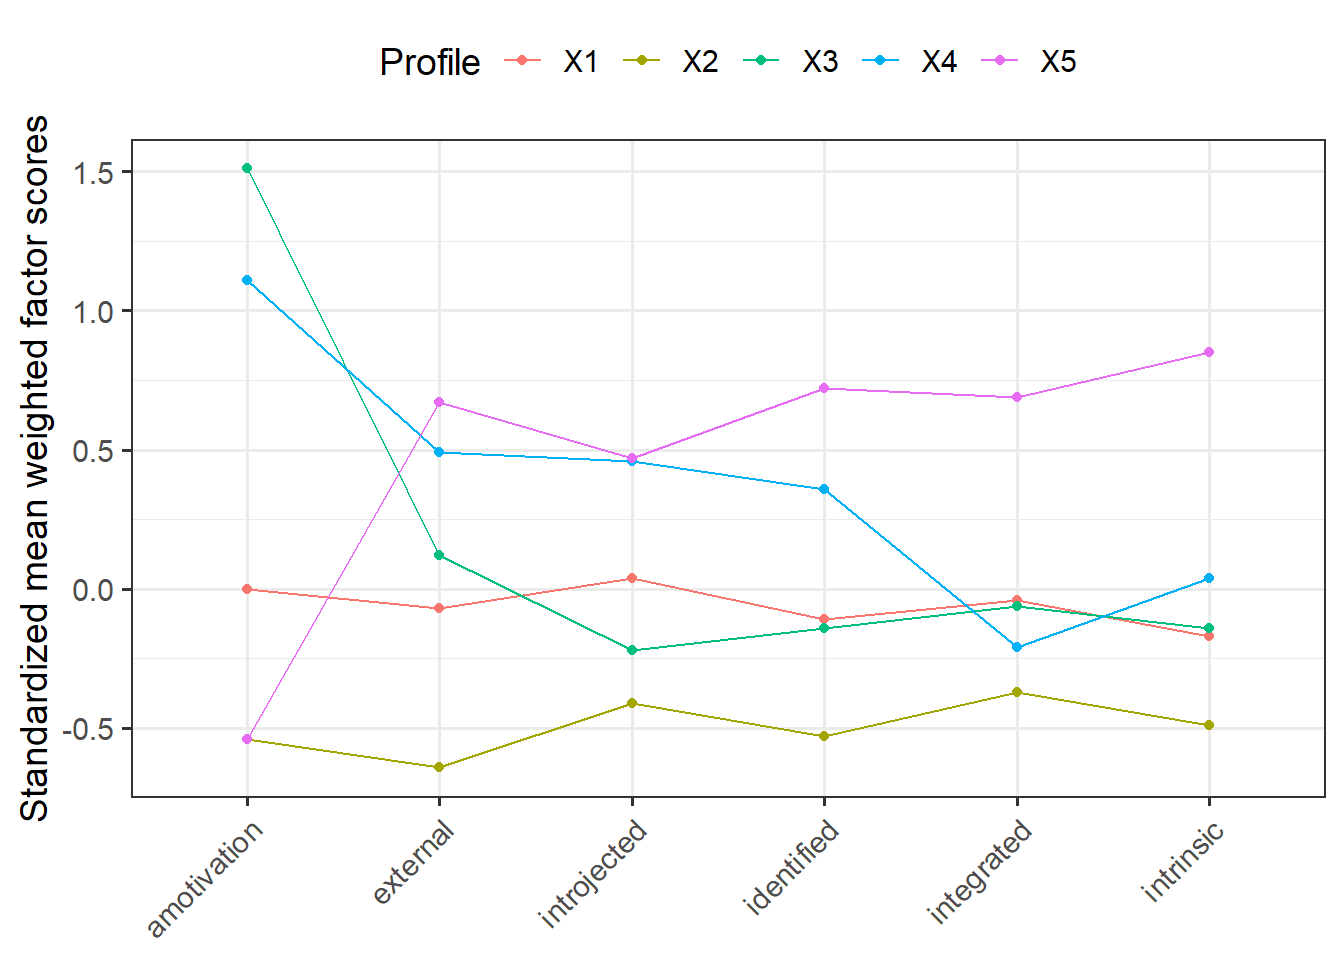 Profile X1 X2 X3 X4 X5
Standardized mean weighted factor scores
1.5
1.0
0.5
0.0
-0.5
amotivation external introjected identified integrated intrinsic